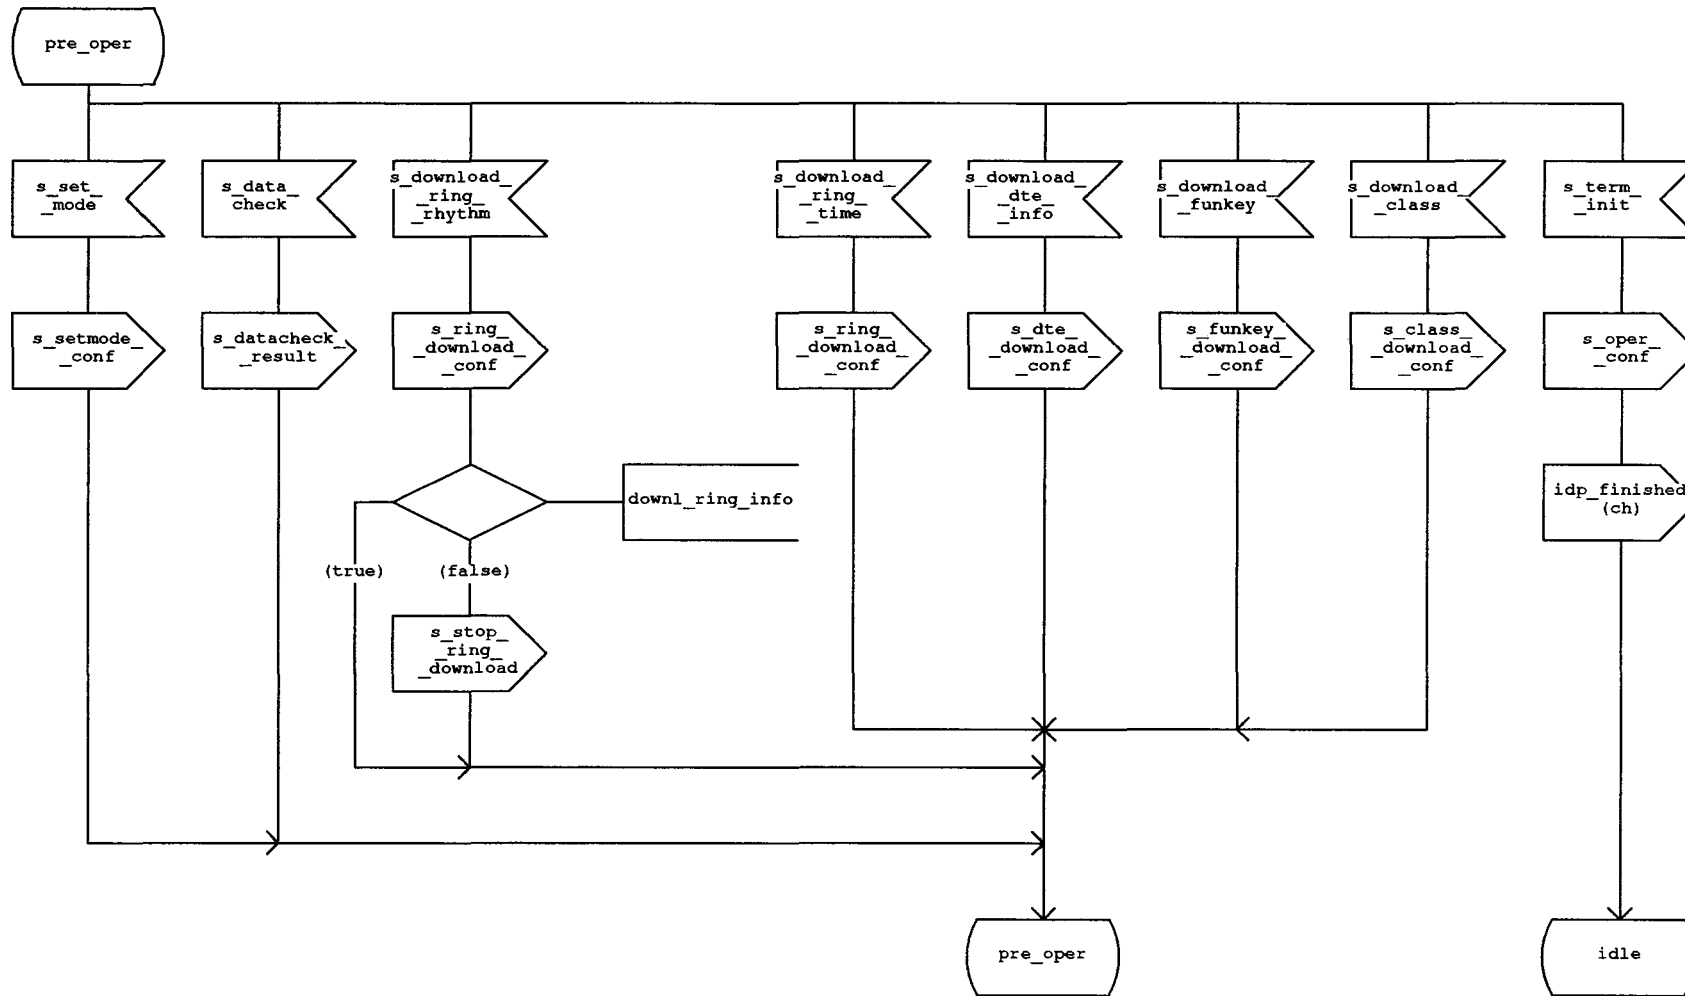 pre_oper
s_set_
_mode
s_data_
check
s_download_
_ring_
_rhythm
s_download_
_ring_
_time
s_download_
_dte_
_info
s_download_
_funkey
s_download_
_class
s_term_
_init
s_setmode_
_conf
s_datacheck_
_result
s_ring_
_download_
_conf
s_ring_
_download_
_conf
s_dte_
_download_
_conf
s_funkey_
_download_
_conf
s_class_
_download_
_conf
s_oper_
_conf
downl_ring_info
idp_finished
(ch)
(true)
(false)
s_stop_
_ring_
_download
pre_oper
idle